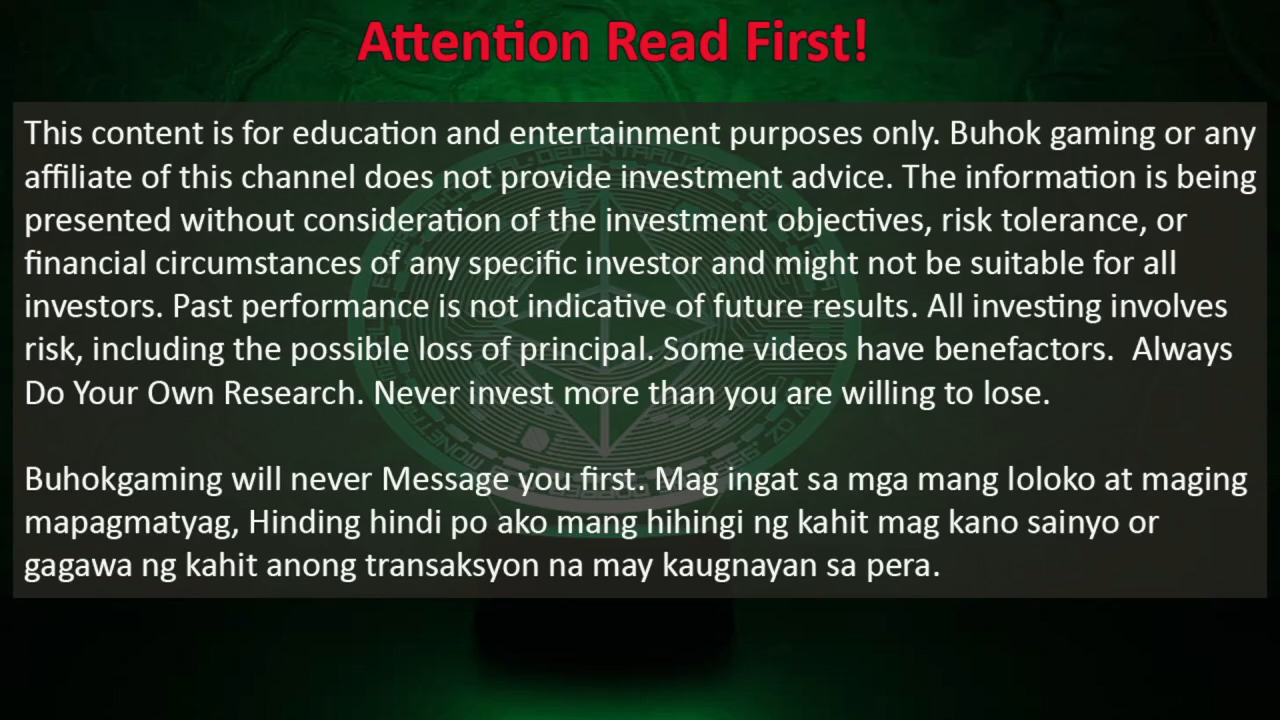 Attention Read First!
This content is for education and entertainment purposes only. Buhok gaming or any
affiliate of this channel does not provide investment advice. The information is being
presented without consideration of the investment objectives, risk tolerance, or
financial circumstances of any specific investor and might not be suitable for all
investors. Past performance is not indicative of future results. All investing involves
risk, including the possible loss of principal. Some videos have benefactors.  Always
Do Your Own Research. Never invest more than you are willing to lose.
Buhokgaming will never Message you first. Mag ingat sa mga mang loloko at maging
mapagmatyag, Hinding hindi po ako mang hihingi ng kahit mag kano sainyo or
gagawa ng kahit anong transaksyon na may kaugnayan sa pera.